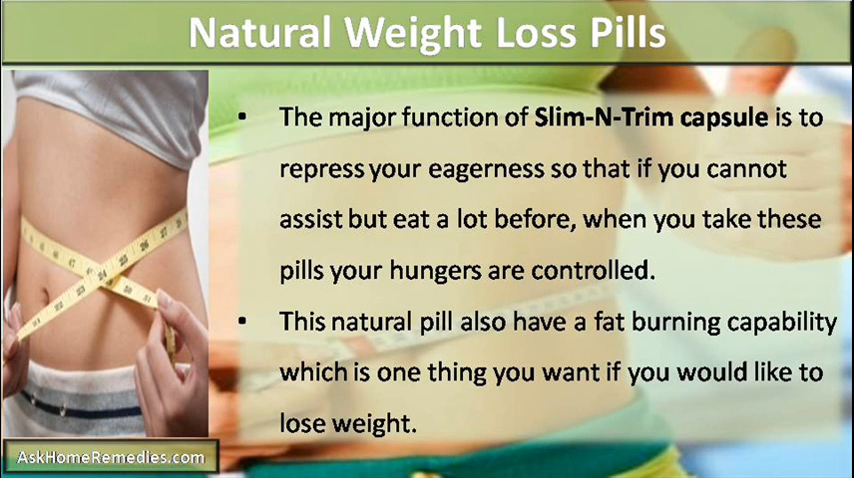 Natural Weight Loss Pills
• The major function of Slim-N-Trim capsule is to
repress your eagerness so that if you cannot
assist but eat a lot before, when you take these
pills your hungers are controlled.
• This natural pill also have a fat burning capability
which is one thing you want if you would like to
lose weight.
AskHomeRemedies.com